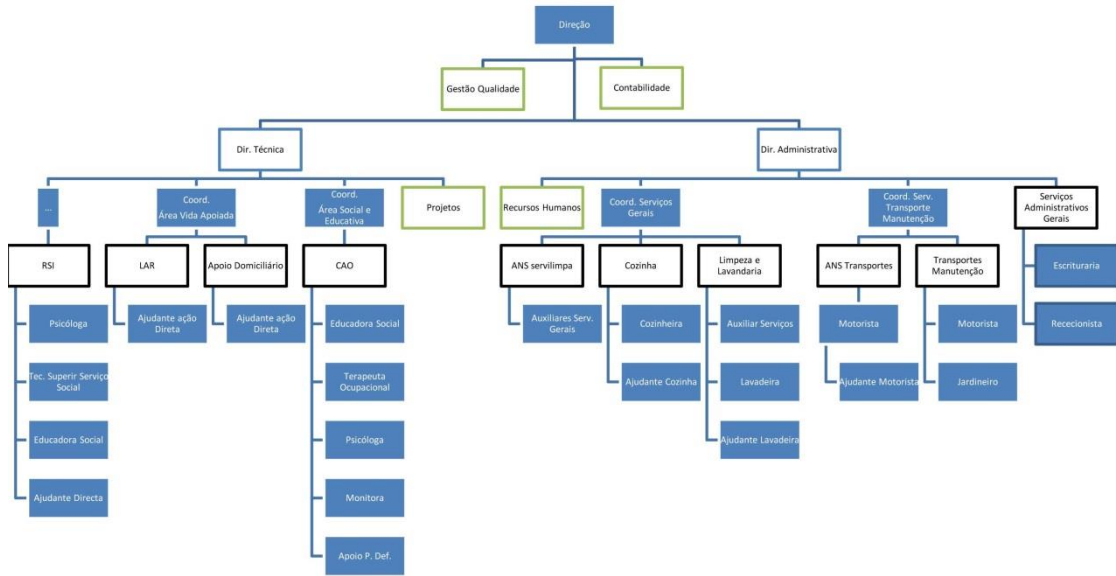 Direção
Gestão Qualidade
Contabilidade
Dir. Técnica
Dir. Administrativa
...
Coord.
Área Vida Apoiada
Coord.
Área Social e
Educativa
Projetos
Recursos Humanos
Coord. Serviços
Gerais
Coord. Serv.
Transporte
Manutenção
Serviços
Administrativos
Gerais
RSI
LAR
Apoio Domiciliário
CAO
ANS servilimpa
Cozinha
Limpeza e
Lavandaria
ANS Transportes
Transportes
Manutenção
Escrituraria
Psicóloga
Ajudante ação
Direta
Ajudante ação
Direta
Educadora Social
Auxiliares Serv.
Gerais
Cozinheira
Auxiliar Serviços
Motorista
Motorista
Rececionista
Tec. Superir Serviço
Social
Terapeuta
Ocupacional
Ajudante Cozinha
Lavadeira
Ajudante Motorista
Jardineiro
Educadora Social
Psicóloga
Ajudante Lavadeira
Ajudante Directa
Monitora
Apoio P. Def.